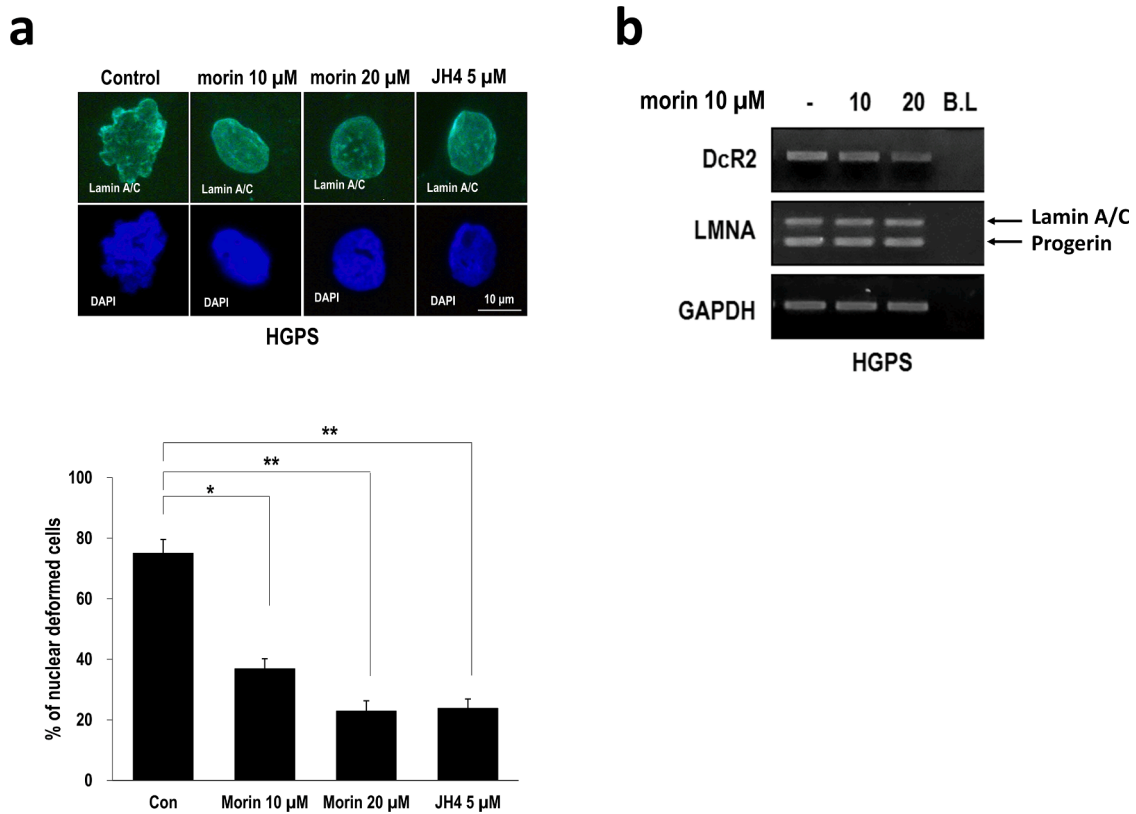 a
Control morin 10 µM morin 20 µM JH4 5 µM
Lamin A/C Lamin A/C Lamin A/C Lamin A/C
DAPI DAPI DAPI DAPI
10 µm
HGPS
**
**
*
% of nuclear deformed cells
100
80
60
40
20
0
Con Morin 10 µM Morin 20 µM JH4 5 µM
b
morin 10 µM - 10 20 B.L
DcR2
LMNA
Lamin A/C
Progerin
GAPDH
HGPS